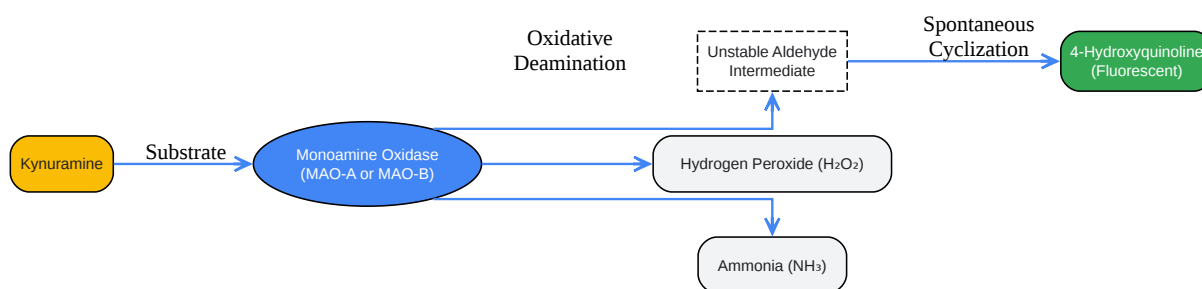 Oxidative
Deamination
Unstable Aldehyde
Intermediate
Spontaneous
Cyclization
4-Hydroxyquinoline
(Fluorescent)
Kynuramine
Substrate
Monoamine Oxidase
(MAO-A or MAO-B)
Hydrogen Peroxide (H₂O₂)
Ammonia (NH₃)